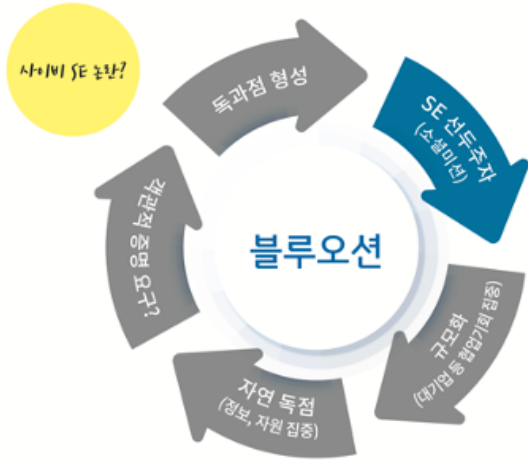 사이비 SE 논란?
독과점 형성
SE 선두주자
(소셜미션)
블루오션
규모화
(대기업 등 협업기회 집중)
자연 독점
(정보, 자원 집중)
객관적 증명 요구?